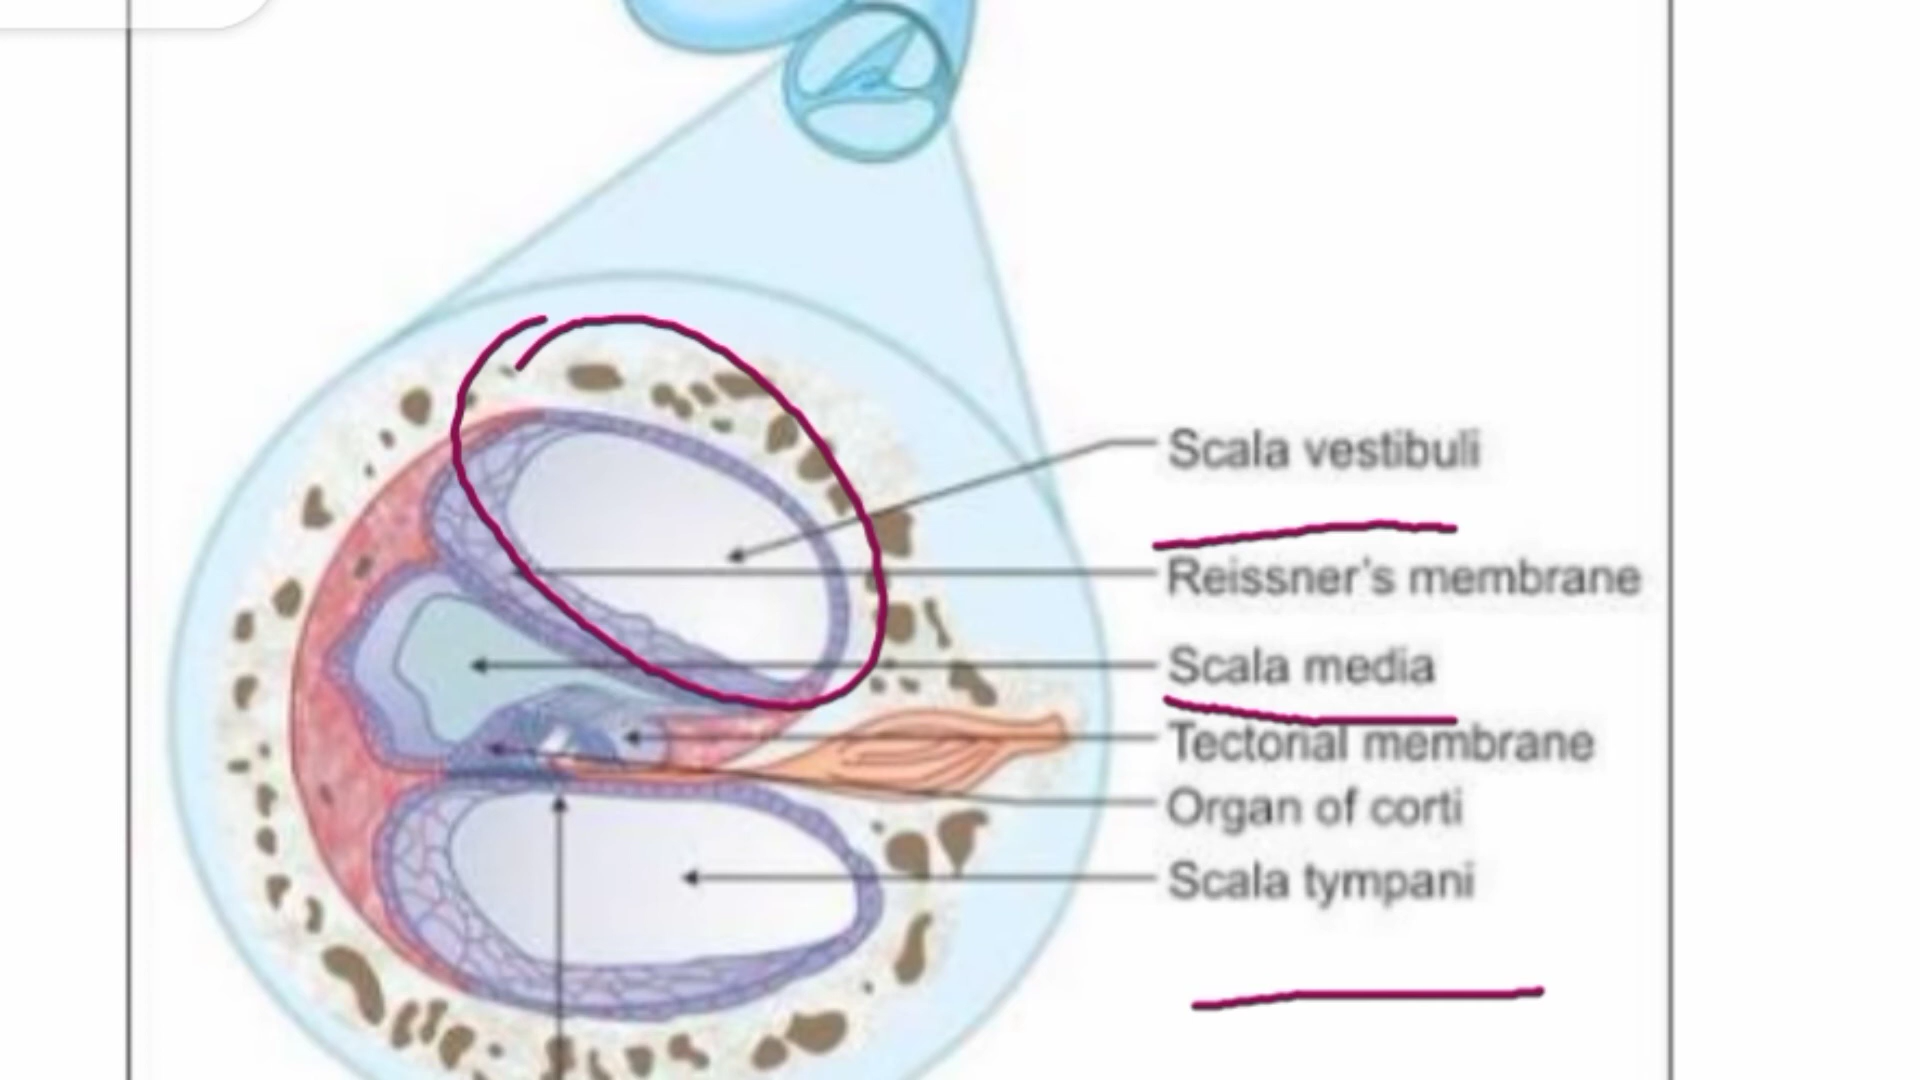 Scala vestibuli
Reissner's membrane
Scala media
Tectorial membrane
Organ of corti
Scala tympani